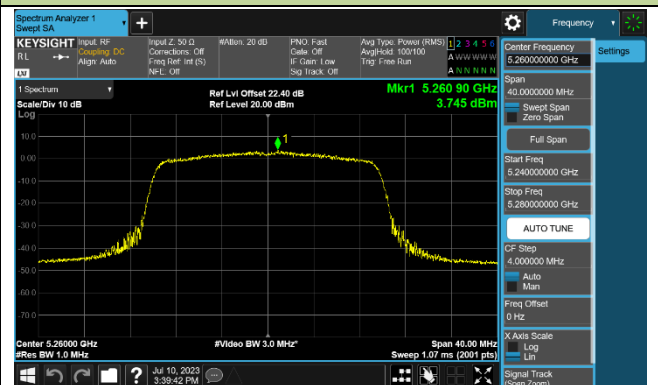 Spectrum Analyzer 1
Swept SA
Frequency
KEYSIGHT
RL
LXI
Input: RF
Coupling: DC
Align: Auto
Input Z: 50 Ω
Corrections: Off
Freq Ref: Int (S)
NFE: Off
#Atten: 20 dB
PNO: Fast
Gate: Off
IF Gain: Low
Sig Track: Off
Avg Type: Power (RMS)
Avg|Hold: 100/100
Trig: Free Run
1 2 3 4 5 6
A W W W W W
A N N N N N
Center Frequency
5.260000000 GHz
Settings
Span
40.0000000 MHz
Swept Span
Zero Span
Full Span
Start Freq
5.240000000 GHz
Stop Freq
5.280000000 GHz
AUTO TUNE
CF Step
4.000000 MHz
Auto
Man
Freq Offset
0 Hz
X Axis Scale
Log
Lin
Signal Track
(Span Zoom)
1 Spectrum
Scale/Div 10 dB
Log
Ref Lvl Offset 22.40 dB
Ref Level 20.00 dBm
Mkr1 5.260 90 GHz
3.745 dBm
1
10.0
0.00
-10.0
-20.0
-30.0
-40.0
-50.0
-60.0
-70.0
Center 5.26000 GHz
#Res BW 1.0 MHz
#Video BW 3.0 MHz*
Span 40.00 MHz
Sweep 1.07 ms (2001 pts)
?
Jul 10, 2023
3:39:42 PM